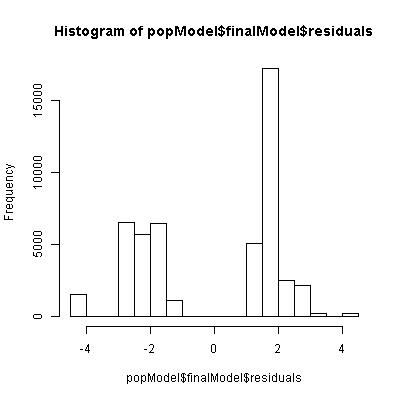 Histogram of popModel$finalModel$residuals
Frequency
15000
10000
5000
0
-4 -2 0 2 4
popModel$finalModel$residuals